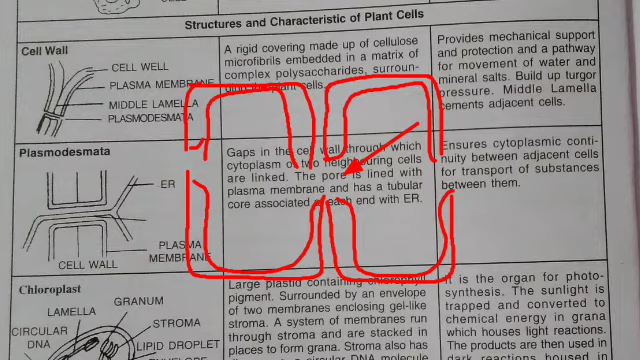 CELL
Structures and Characteristic of Plant Cells
Cell Wall
CELL WELL
PLASMA MEMBRANE
MIDDLE LAMELLA
PLASMODESMATA
A rigid covering made up of cellulose
microfibrils embedded in a matrix of
complex polysaccharides, surroun-
cells.
Provides mechanical support
and protection and a pathway
for movement of water and
mineral salts. Build up turgor
pressure. Middle Lamella
cements adjacent cells.
Plasmodesmata
ER
PLASMA
MEMBRANE
CELL WALL
Gaps in the cell wall through which
cytoplasm of two neighbouring cells
are linked. The pore is lined with
plasma membrane and has a tubular
core associated each end with ER.
Ensures cytoplasmic conti-
nuity between adjacent cells
for transport of substances
between them.
Chloroplast
GRANUM
LAMELLA
STROMA
CIRCULAR
DNA
LIPID DROPLET
Large plastid containing chlorophyll
pigment. Surrounded by an envelope
of two membranes enclosing gel-like
stroma. A system of membranes run
through stroma and are stacked in
places to form grana. Stroma also has
DNA molecule
It is the organ for photo-
synthesis. The sunlight is
trapped and converted to
chemical energy in grana
which houses light reactions.
The products are then used in
dark reactions housed in